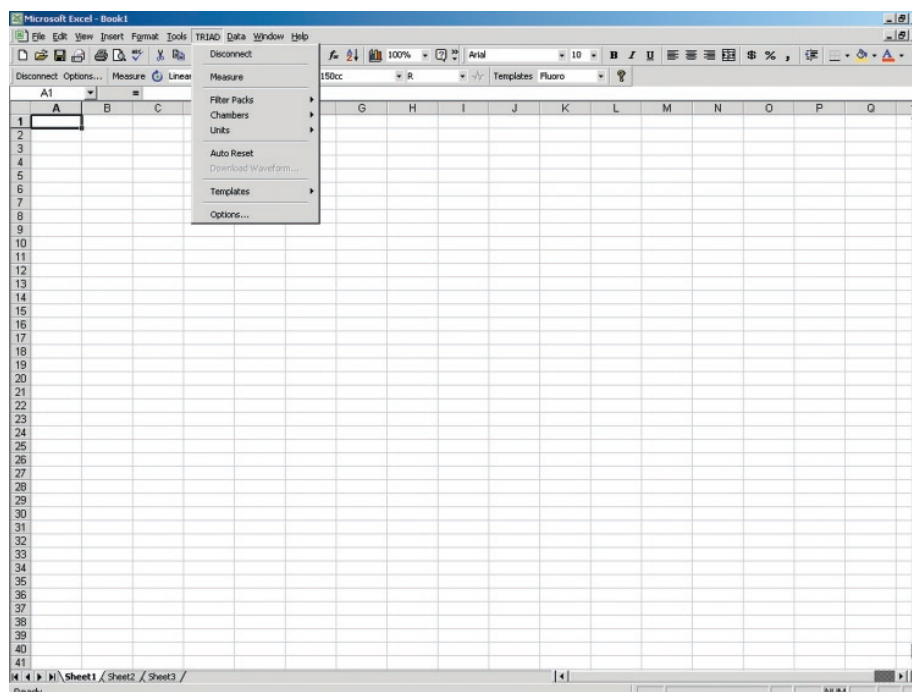 Microsoft Excel - Book1
File Edit View Insert Format Tools TRIAD Data Window Help
100% Arial 10 B I U $ % ,
Disconnect Options... Measure Linear 150cc R Templates Fluoro
A1 =
Disconnect
Measure
Filter Packs
Chambers
Units
Auto Reset
Download Waveform...
Templates
Options...
A B C G H I J K L M N O P Q
1
2
3
4
5
6
7
8
9
10
11
12
13
14
15
16
17
18
19
20
21
22
23
24
25
26
27
28
29
30
31
32
33
34
35
36
37
38
39
40
41
Sheet1 Sheet2 Sheet3
Ready NUM